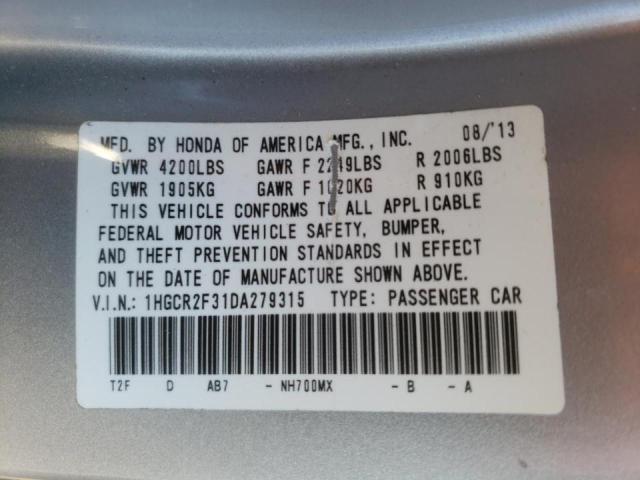 MFD. BY HONDA OF AMERICA MFG., INC. 08/'13
GVWR 4200LBS GAWR F 2249LBS R 2006LBS
GVWR 1905KG GAWR F 1020KG R 910KG
THIS VEHICLE CONFORMS TO ALL APPLICABLE
FEDERAL MOTOR VEHICLE SAFETY, BUMPER,
AND THEFT PREVENTION STANDARDS IN EFFECT
ON THE DATE OF MANUFACTURE SHOWN ABOVE.
V.I.N.: 1HGCR2F31DA279315 TYPE: PASSENGER CAR
T2F D AB7 - NH700MX - B - A